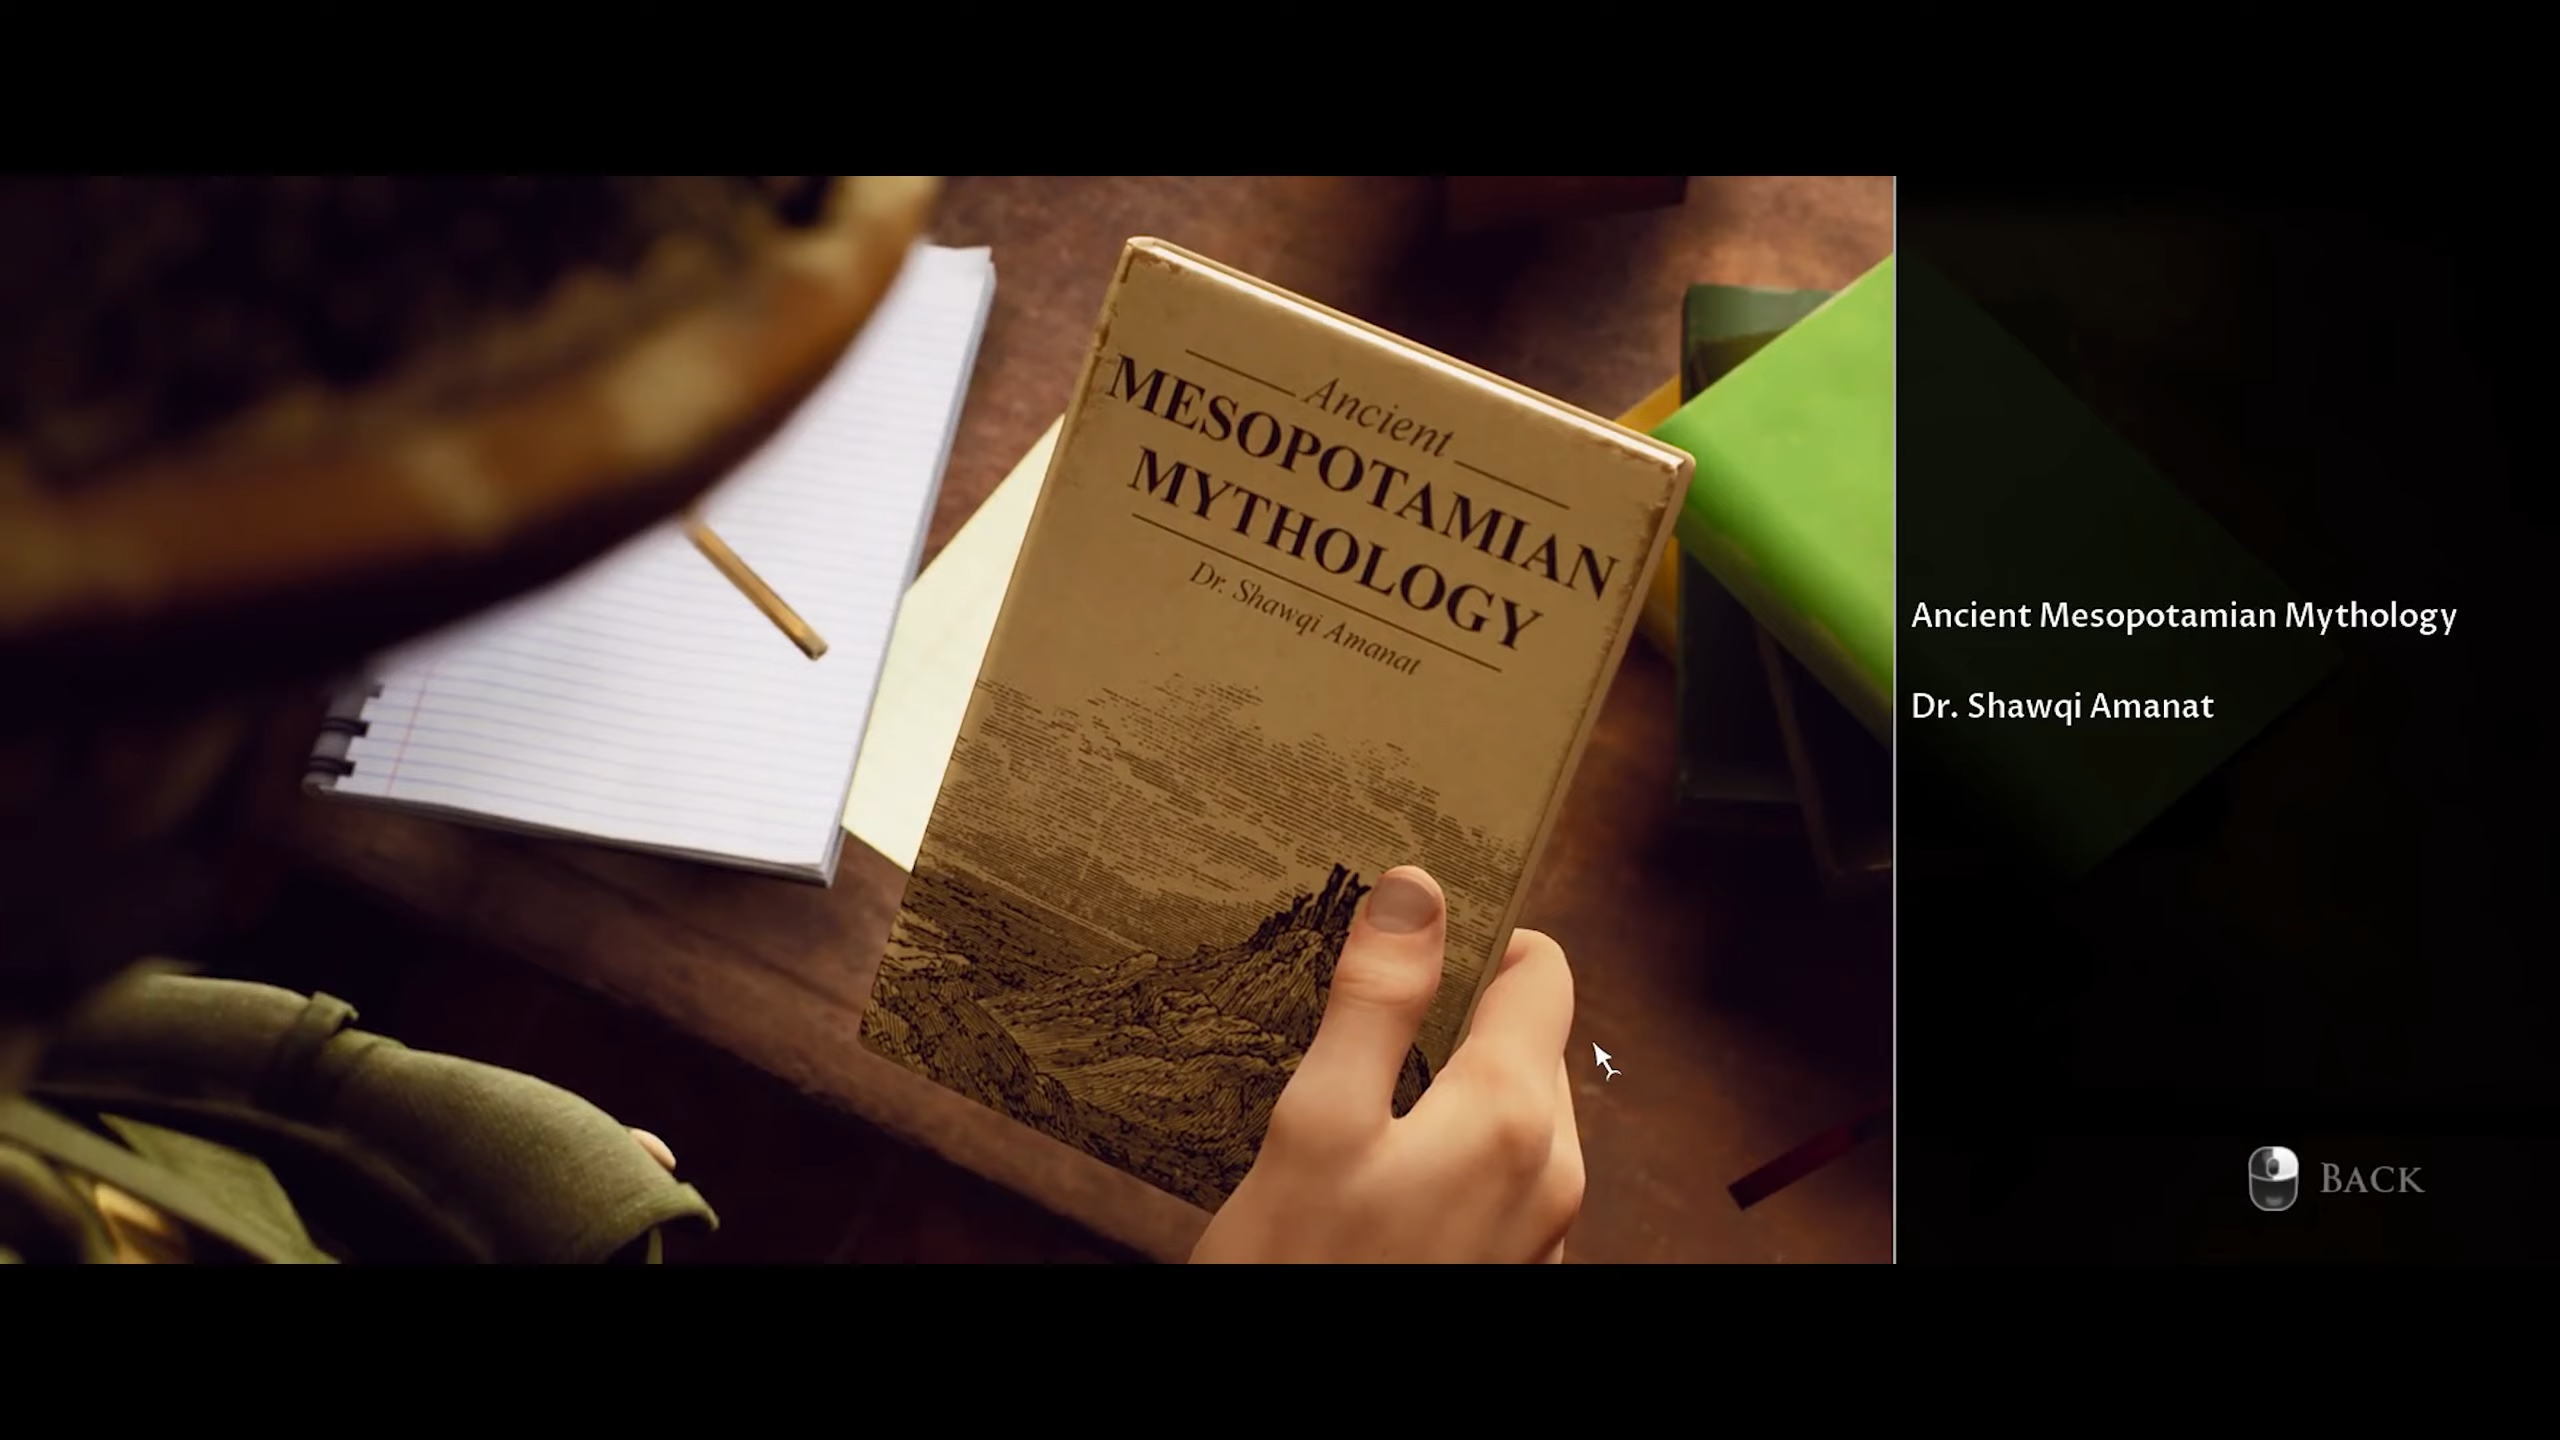 Ancient
MESOPOTAMIAN
MYTHOLOGY
Dr. Shawqi Amanat
Ancient Mesopotamian Mythology
Dr. Shawqi Amanat
BACK